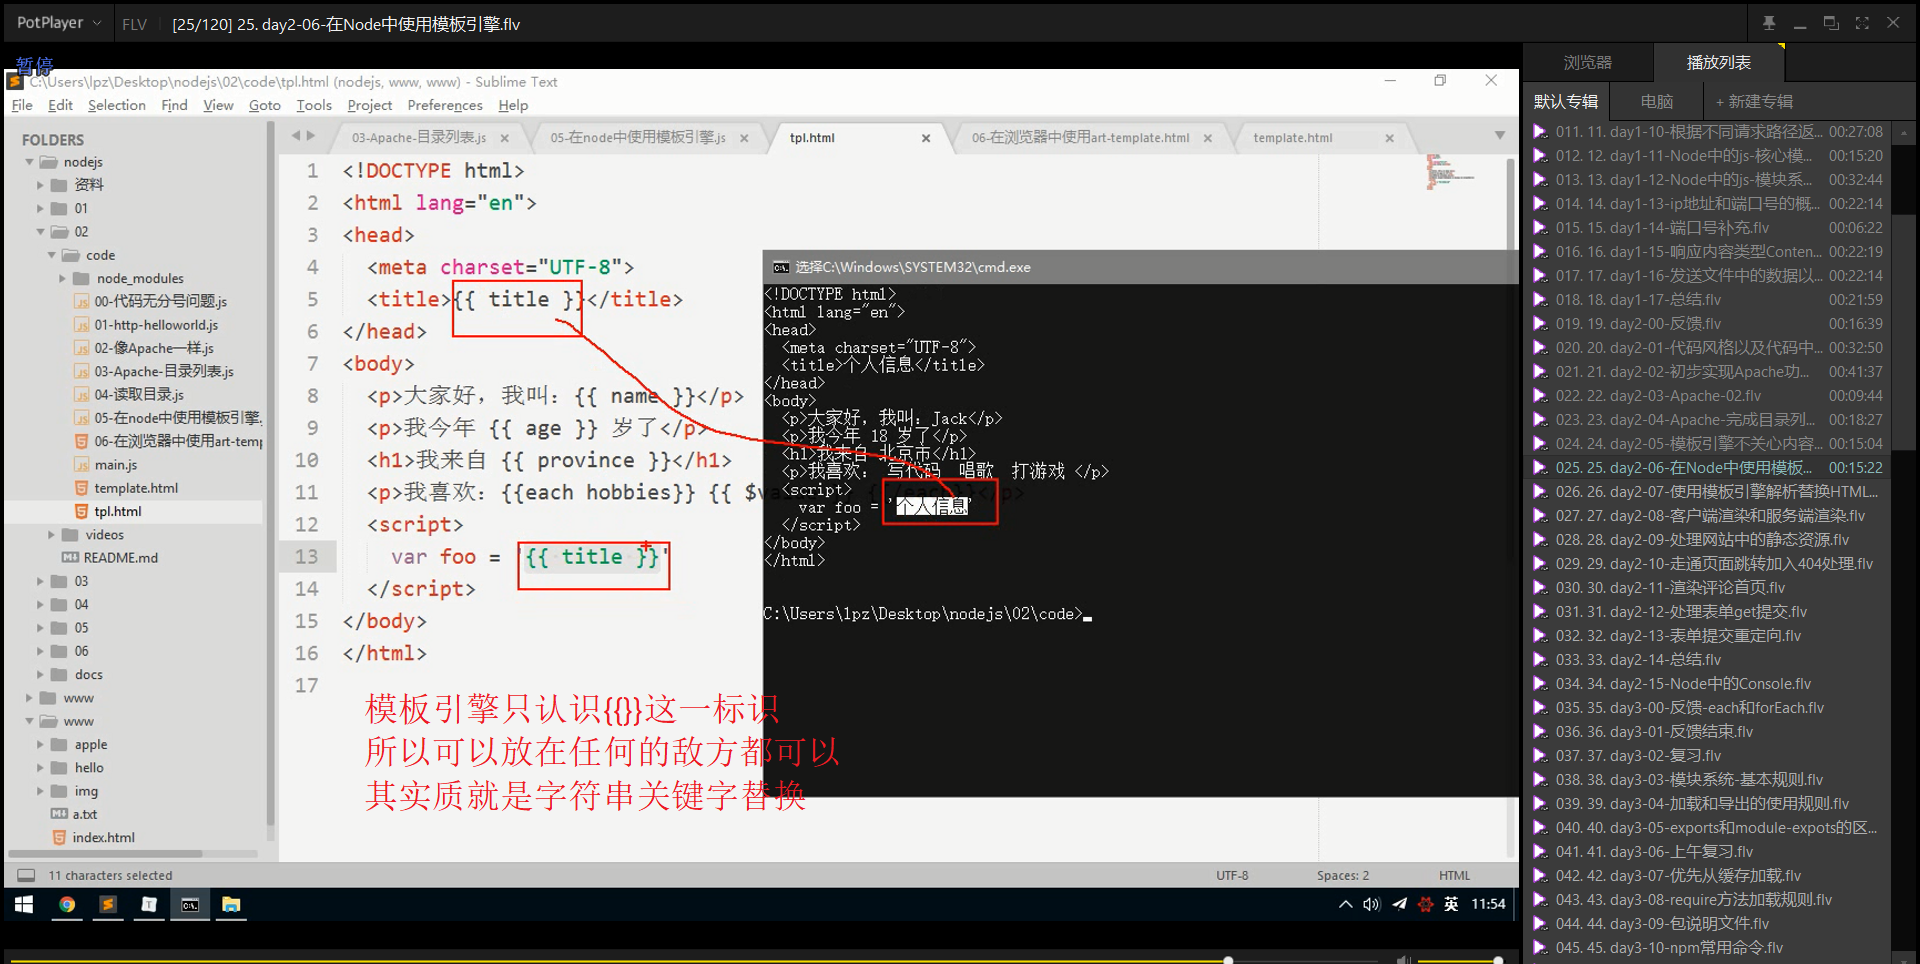 PotPlayer
FLV
[25/120] 25. day2-06-在Node中使用模板引擎.flv
暂停
C:\Users\lpz\Desktop\nodejs\02\code\tpl.html (nodejs, www, www) - Sublime Text
File Edit Selection Find View Goto Tools Project Preferences Help
FOLDERS
nodejs
资料
01
02
code
node_modules
00-代码无分号问题.js
01-http-helloworld.js
02-像Apache一样.js
03-Apache-目录列表.js
04-读取目录.js
05-在node中使用模板引擎.
06-在浏览器中使用art-temp
main.js
template.html
tpl.html
videos
README.md
03
04
05
06
docs
www
www
apple
hello
img
a.txt
index.html
03-Apache-目录列表.js
05-在node中使用模板引擎.js
tpl.html
06-在浏览器中使用art-template.html
template.html
1 <!DOCTYPE html>
2 <html lang="en">
3 <head>
4 <meta charset="UTF-8">
5 <title>{{ title }}</title>
6 </head>
7 <body>
8 <p>大家好，我叫：{{ name }}</p>
9 <p>我今年 {{ age }} 岁了</p>
10 <h1>我来自 {{ province }}</h1>
11 <p>我喜欢：{{each hobbies}} {{ $value }} {{/each}}</p>
12 <script>
13 var foo = '{{ title }}'
14 </script>
15 </body>
16 </html>
17
模板引擎只认识{{}}这一标识
所以可以放在任何的敌方都可以
其实质就是字符串关键字替换
选择C:\Windows\SYSTEM32\cmd.exe
<!DOCTYPE html>
<html lang="en">
<head>
<meta charset="UTF-8">
<title>个人信息</title>
</head>
<body>
<p>大家好，我叫：Jack</p>
<p>我今年 18 岁了</p>
<h1>我来自 北京市</h1>
<p>我喜欢： 写代码 唱歌 打游戏 </p>
<script>
var foo = '个人信息'
</script>
</body>
</html>
C:\Users\lpz\Desktop\nodejs\02\code>
11 characters selected
UTF-8
Spaces: 2
HTML
英
11:54
浏览器
播放列表
默认专辑
电脑
+ 新建专辑
011. 11. day1-10-根据不同请求路径返... 00:27:08
012. 12. day1-11-Node中的js-核心模... 00:15:20
013. 13. day1-12-Node中的js-模块系... 00:32:44
014. 14. day1-13-ip地址和端口号的概... 00:22:14
015. 15. day1-14-端口号补充.flv 00:06:22
016. 16. day1-15-响应内容类型Conten... 00:22:19
017. 17. day1-16-发送文件中的数据以... 00:22:14
018. 18. day1-17-总结.flv 00:21:59
019. 19. day2-00-反馈.flv 00:16:39
020. 20. day2-01-代码风格以及代码中... 00:32:50
021. 21. day2-02-初步实现Apache功... 00:41:37
022. 22. day2-03-Apache-02.flv 00:09:44
023. 23. day2-04-Apache-完成目录列... 00:18:27
024. 24. day2-05-模板引擎不关心内容... 00:15:04
025. 25. day2-06-在Node中使用模板... 00:15:22
026. 26. day2-07-使用模板引擎解析替换HTML...
027. 27. day2-08-客户端渲染和服务端渲染.flv
028. 28. day2-09-处理网站中的静态资源.flv
029. 29. day2-10-走通页面跳转加入404处理.flv
030. 30. day2-11-渲染评论首页.flv
031. 31. day2-12-处理表单get提交.flv
032. 32. day2-13-表单提交重定向.flv
033. 33. day2-14-总结.flv
034. 34. day2-15-Node中的Console.flv
035. 35. day3-00-反馈-each和forEach.flv
036. 36. day3-01-反馈结束.flv
037. 37. day3-02-复习.flv
038. 38. day3-03-模块系统-基本规则.flv
039. 39. day3-04-加载和导出的使用规则.flv
040. 40. day3-05-exports和module-expots的区...
041. 41. day3-06-上午复习.flv
042. 42. day3-07-优先从缓存加载.flv
043. 43. day3-08-require方法加载规则.flv
044. 44. day3-09-包说明文件.flv
045. 45. day3-10-npm常用命令.flv